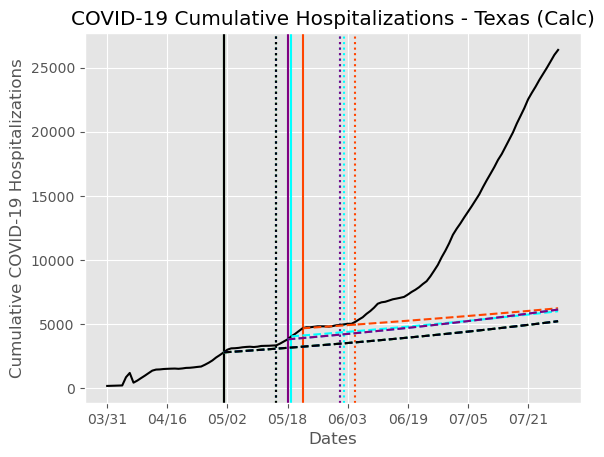 COVID-19 Cumulative Hospitalizations - Texas (Calc)
Cumulative COVID-19 Hospitalizations
25000
20000
15000
10000
5000
0
03/31 04/16 05/02 05/18 06/03 06/19 07/05 07/21
Dates